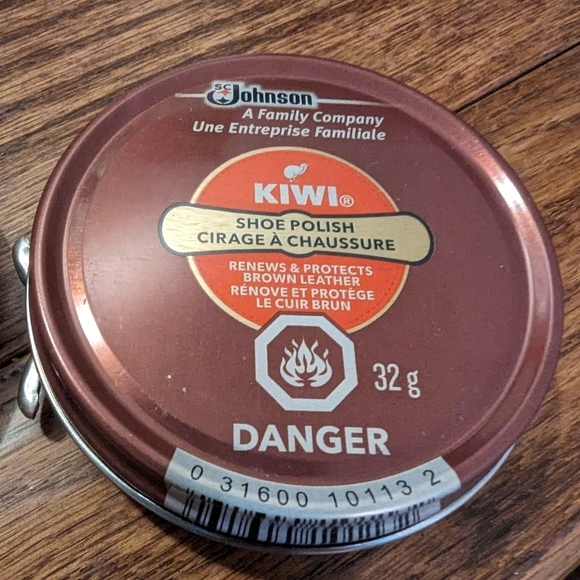 SC Johnson
A Family Company
Une Entreprise Familiale
KIWI®
SHOE POLISH
CIRAGE À CHAUSSURE
RENEWS & PROTECTS
BROWN LEATHER
RÉNOVE ET PROTÈGE
LE CUIR BRUN
32 g
DANGER
0 31600 10113 2